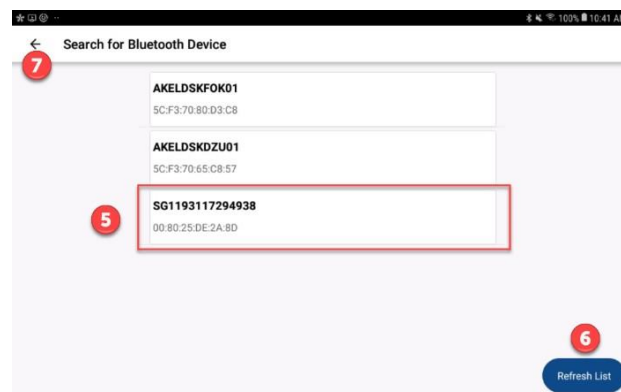 100% 10:41 AM
Search for Bluetooth Device
7
AKELDSKFOK01
5C:F3:70:80:D3:C8
AKELDSKDZU01
5C:F3:70:65:C8:57
SG1193117294938
5
00:80:25:DE:2A:8D
6
Refresh List